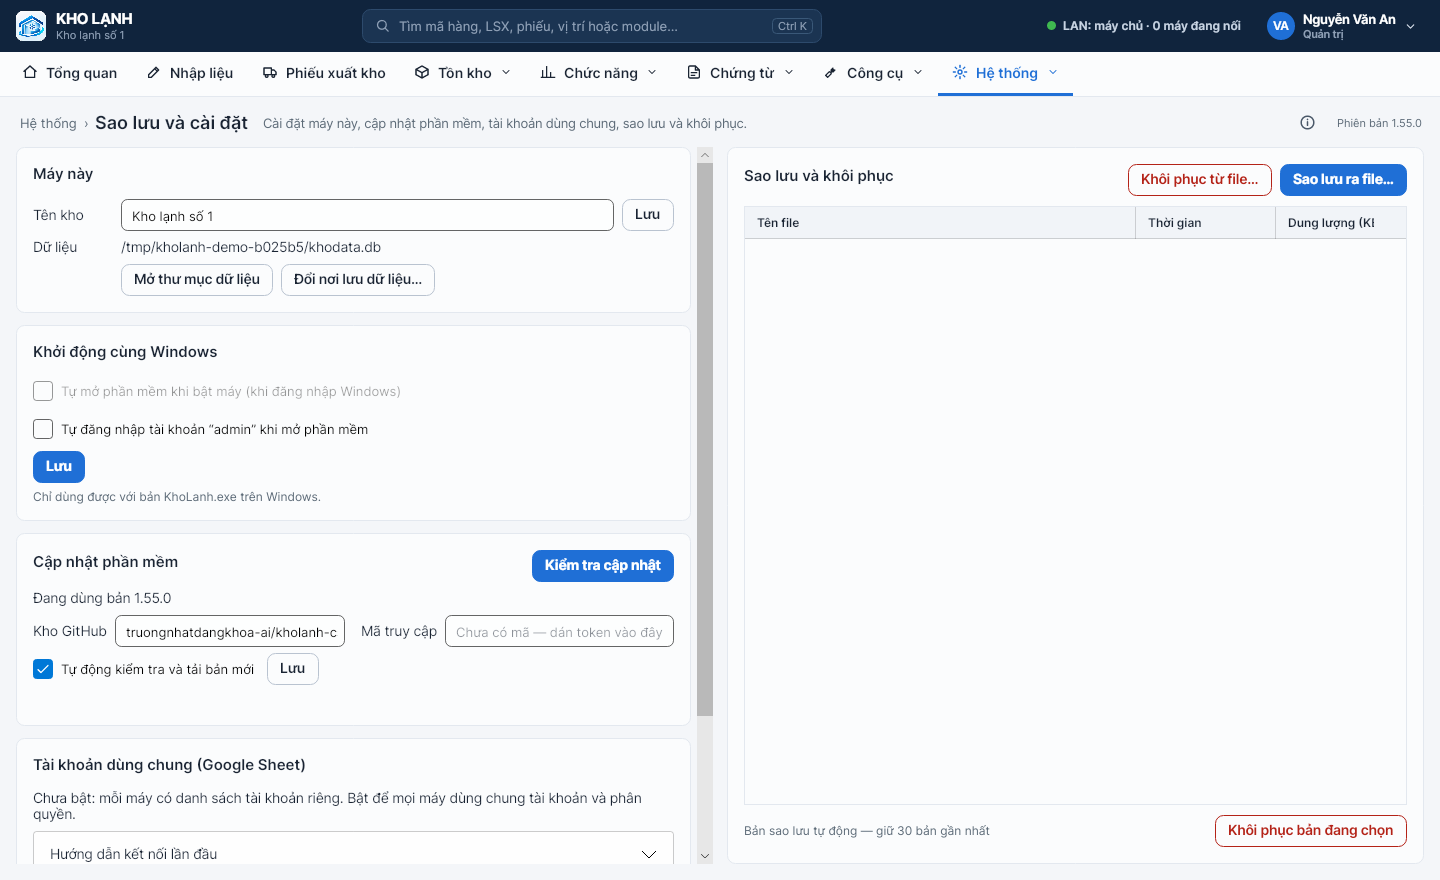 KHO LẠNH
Kho lạnh số 1
Tìm mã hàng, LSX, phiếu, vị trí hoặc module...
Ctrl K
LAN: máy chủ · 0 máy đang nối
VA
Nguyễn Văn An
Quản trị
Tổng quan
Nhập liệu
Phiếu xuất kho
Tồn kho
Chức năng
Chứng từ
Công cụ
Hệ thống
Hệ thống › Sao lưu và cài đặt
Cài đặt máy này, cập nhật phần mềm, tài khoản dùng chung, sao lưu và khôi phục.
Phiên bản 1.55.0
Máy này
Tên kho
Kho lạnh số 1
Lưu
Dữ liệu
/tmp/kholanh-demo-b025b5/khodata.db
Mở thư mục dữ liệu
Đổi nơi lưu dữ liệu...
Khởi động cùng Windows
Tự mở phần mềm khi bật máy (khi đăng nhập Windows)
Tự đăng nhập tài khoản “admin” khi mở phần mềm
Lưu
Chỉ dùng được với bản KhoLanh.exe trên Windows.
Cập nhật phần mềm
Kiểm tra cập nhật
Đang dùng bản 1.55.0
Kho GitHub
truongnhatdangkhoa-ai/kholanh-c
Mã truy cập
Chưa có mã — dán token vào đây
Tự động kiểm tra và tải bản mới
Lưu
Tài khoản dùng chung (Google Sheet)
Chưa bật: mỗi máy có danh sách tài khoản riêng. Bật để mọi máy dùng chung tài khoản và phân
quyền.
Hướng dẫn kết nối lần đầu
Sao lưu và khôi phục
Khôi phục từ file...
Sao lưu ra file...
Tên file
Thời gian
Dung lượng (KB
Bản sao lưu tự động — giữ 30 bản gần nhất
Khôi phục bản đang chọn